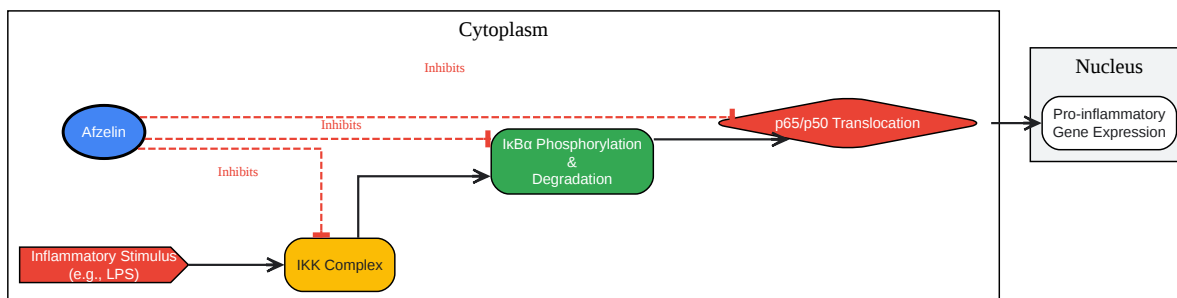 Cytoplasm
Inhibits
Nucleus
Afzelin
Inhibits
p65/p50 Translocation
Pro-inflammatory
Gene Expression
IκBα Phosphorylation
&
Degradation
Inhibits
Inflammatory Stimulus
(e.g., LPS)
IKK Complex